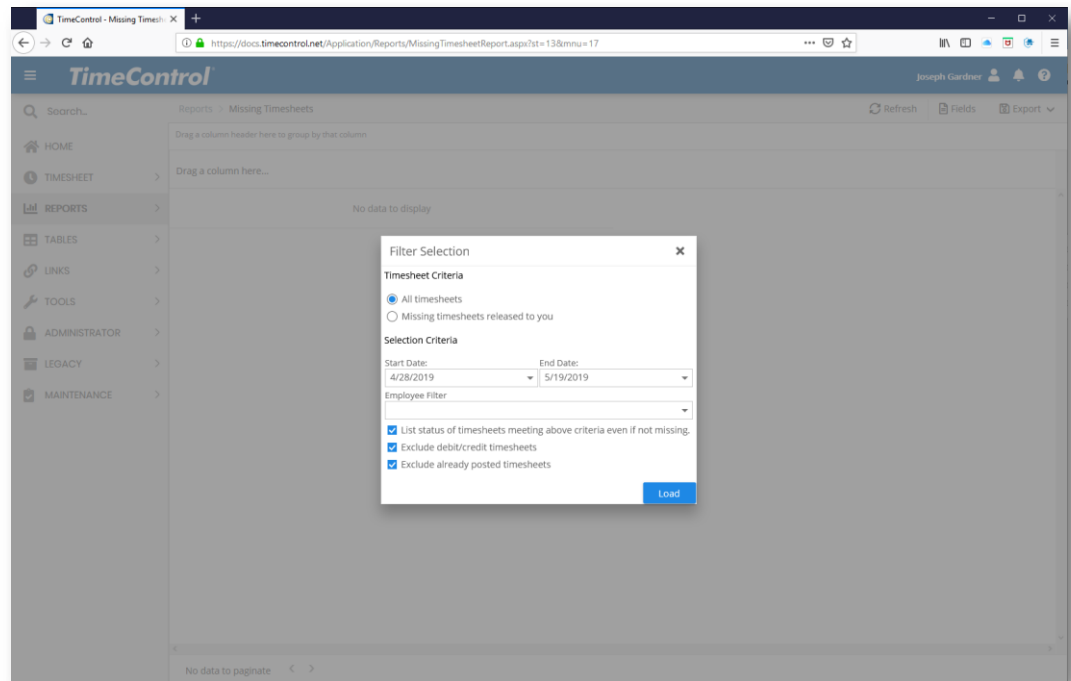 TimeControl - Missing Timeshe
https://docs.timecontrol.net/Application/Reports/MissingTimesheetReport.aspx?st=13&mnu=17
TimeControl
Joseph Gardner
Search...
Reports > Missing Timesheets
Refresh
Fields
Export
Drag a column header here to group by that column
HOME
Drag a column here...
TIMESHEET
REPORTS
No data to display
TABLES
LINKS
TOOLS
ADMINISTRATOR
LEGACY
MAINTENANCE
Filter Selection
Timesheet Criteria
All timesheets
Missing timesheets released to you
Selection Criteria
Start Date: End Date:
4/28/2019 5/19/2019
Employee Filter
List status of timesheets meeting above criteria even if not missing.
Exclude debit/credit timesheets
Exclude already posted timesheets
Load
No data to paginate